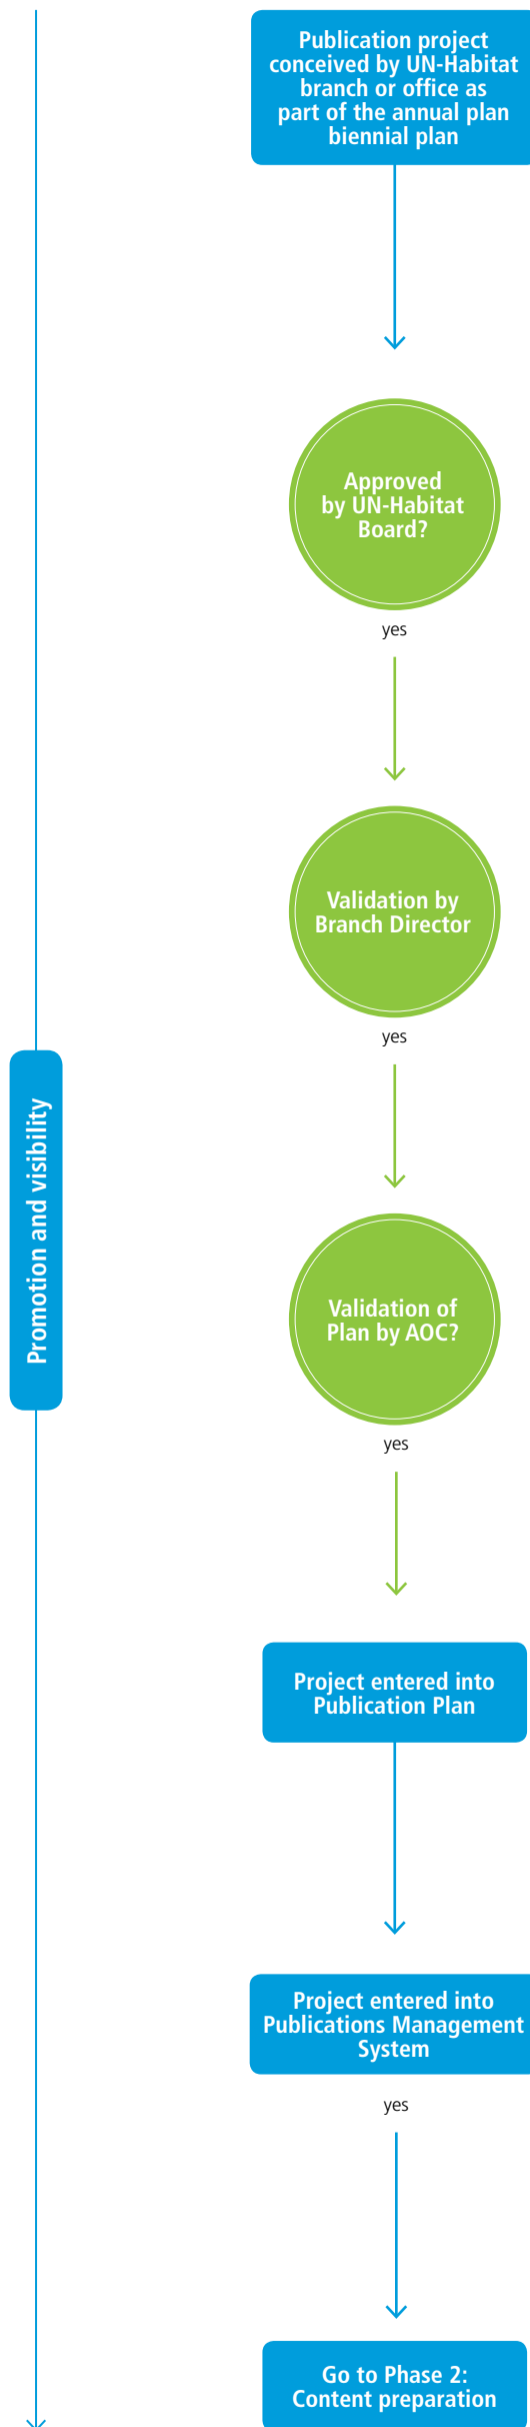 Publication project
conceived by UN-Habitat
branch or office as
part of the annual plan
biennial plan
Approved
by UN-Habitat
Board?
yes
Validation by
Branch Director
yes
Promotion and visibility
Validation of
Plan by AOC?
yes
Project entered into
Publication Plan
Project entered into
Publications Management
System
yes
Go to Phase 2:
Content preparation